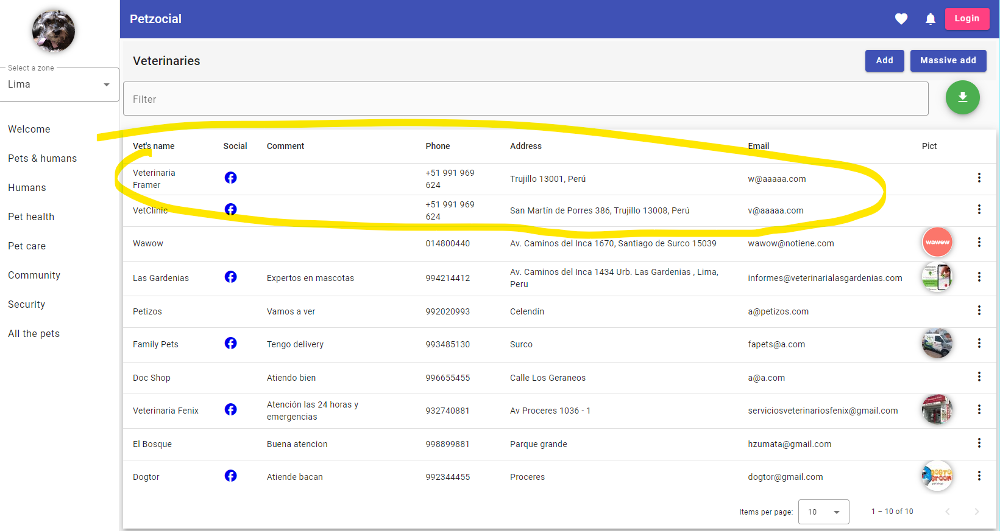 Petzocial
Login
Select a zone
Lima
Veterinaries
Add
Massive add
Filter
Welcome
Pets & humans
Humans
Pet health
Pet care
Community
Security
All the pets
Vet's name Social Comment Phone Address Email Pict
Veterinaria
Framer
+51 991 969
624
Trujillo 13001, Perú
w@aaaaa.com
VetClinic
+51 991 969
624
San Martín de Porres 386, Trujillo 13008, Perú
v@aaaaa.com
Wawow
014800440
Av. Caminos del Inca 1670, Santiago de Surco 15039
wawow@notiene.com
wawow
Las Gardenias
Expertos en mascotas
994214412
Av. Caminos del Inca 1434 Urb. Las Gardenias , Lima,
Peru
informes@veterinarialasgardenias.com
Petizos
Vamos a ver
992020993
Celendín
a@petizos.com
Family Pets
Tengo delivery
993485130
Surco
fapets@a.com
Doc Shop
Atiendo bien
996655455
Calle Los Geraneos
a@a.com
Veterinaria Fenix
Atención las 24 horas y
emergencias
932740881
Av Proceres 1036 - 1
serviciosveterinariosfenix@gmail.com
El Bosque
Buena atencion
998899881
Parque grande
hzumata@gmail.com
Dogtor
Atiende bacan
992344455
Proceres
dogtor@gmail.com
Items per page: 10 1 – 10 of 10